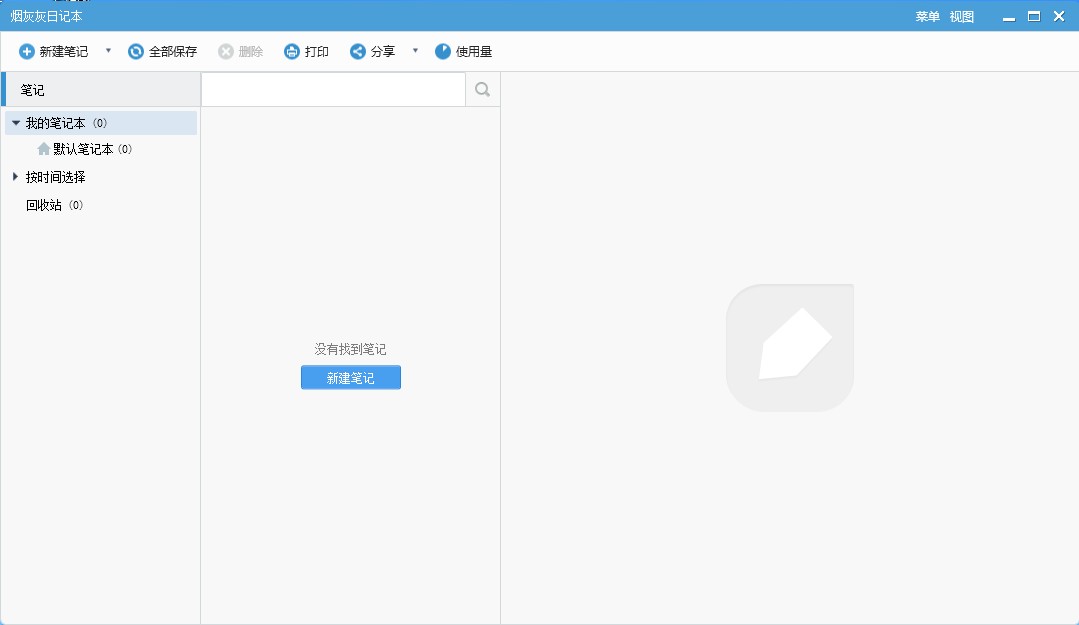 烟灰灰日记本
菜单 视图
新建笔记 全部保存 删除 打印 分享 使用量
笔记
我的笔记本 (0)
默认笔记本 (0)
按时间选择
回收站 (0)
没有找到笔记
新建笔记